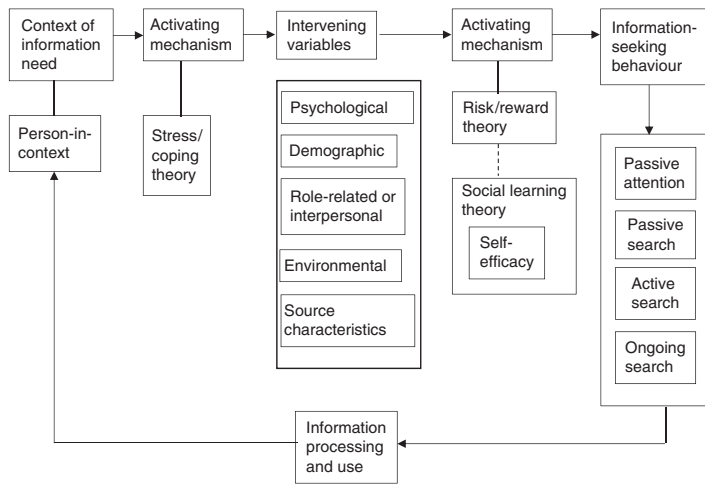 Context of
information
need
Activating
mechanism
Intervening
variables
Activating
mechanism
Information-
seeking
behaviour
Person-in-
context
Stress/
coping
theory
Psychological
Demographic
Role-related or
interpersonal
Environmental
Source
characteristics
Risk/reward
theory
Social learning
theory
Self-
efficacy
Passive
attention
Passive
search
Active
search
Ongoing
search
Information
processing
and use